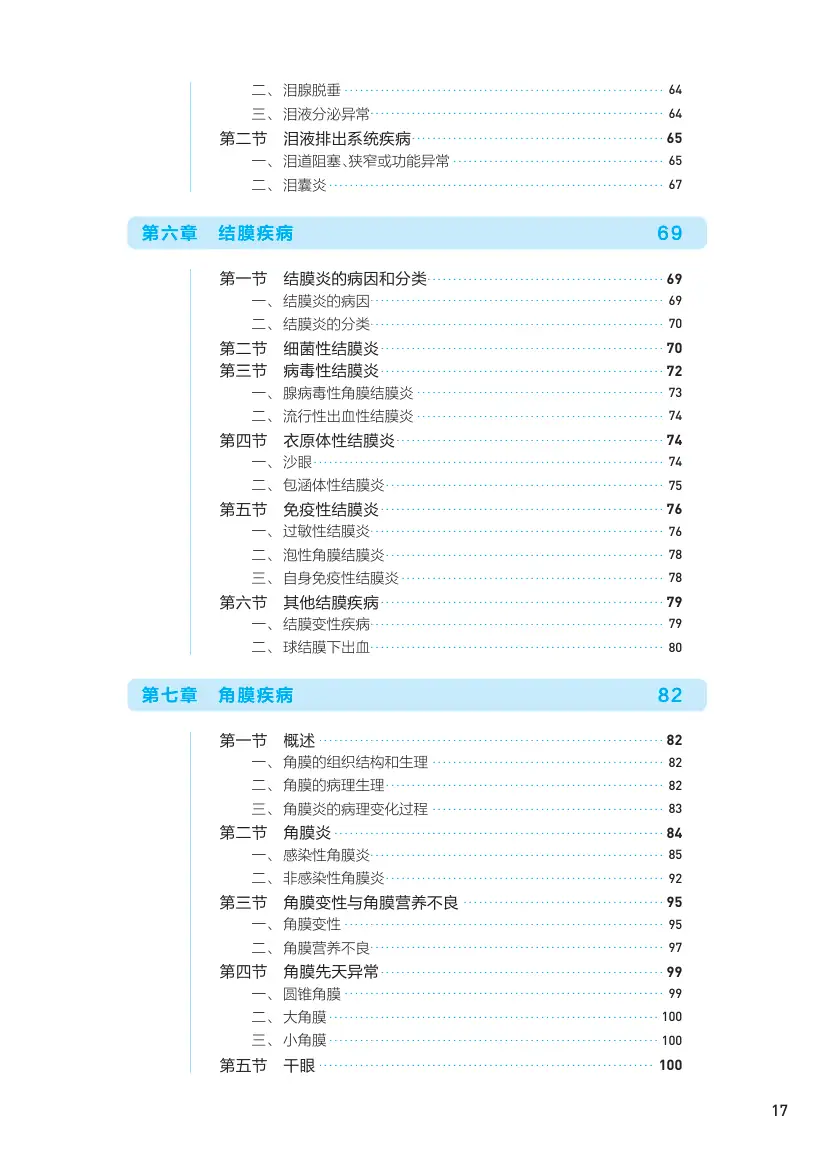 二、泪腺脱垂 64
三、泪液分泌异常 64
第二节 泪液排出系统疾病 65
一、泪道阻塞、狭窄或功能异常 65
二、泪囊炎 67
第六章 结膜疾病 69
第一节 结膜炎的病因和分类 69
一、结膜炎的病因 69
二、结膜炎的分类 70
第二节 细菌性结膜炎 70
第三节 病毒性结膜炎 72
一、腺病毒性角膜结膜炎 73
二、流行性出血性结膜炎 74
第四节 衣原体性结膜炎 74
一、沙眼 74
二、包涵体性结膜炎 75
第五节 免疫性结膜炎 76
一、过敏性结膜炎 76
二、泡性角膜结膜炎 78
三、自身免疫性结膜炎 78
第六节 其他结膜疾病 79
一、结膜变性疾病 79
二、球结膜下出血 80
第七章 角膜疾病 82
第一节 概述 82
一、角膜的组织结构和生理 82
二、角膜的病理生理 82
三、角膜炎的病理变化过程 83
第二节 角膜炎 84
一、感染性角膜炎 85
二、非感染性角膜炎 92
第三节 角膜变性与角膜营养不良 95
一、角膜变性 95
二、角膜营养不良 97
第四节 角膜先天异常 99
一、圆锥角膜 99
二、大角膜 100
三、小角膜 100
第五节 干眼 100
17